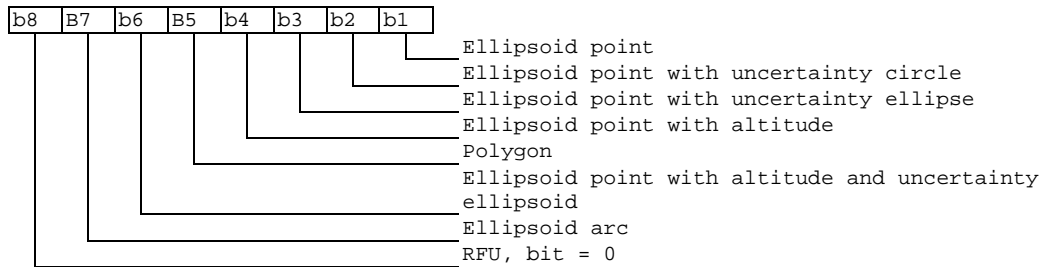 b8 B7 b6 B5 b4 b3 b2 b1
Ellipsoid point
Ellipsoid point with uncertainty circle
Ellipsoid point with uncertainty ellipse
Ellipsoid point with altitude
Polygon
Ellipsoid point with altitude and uncertainty
ellipsoid
Ellipsoid arc
RFU, bit = 0